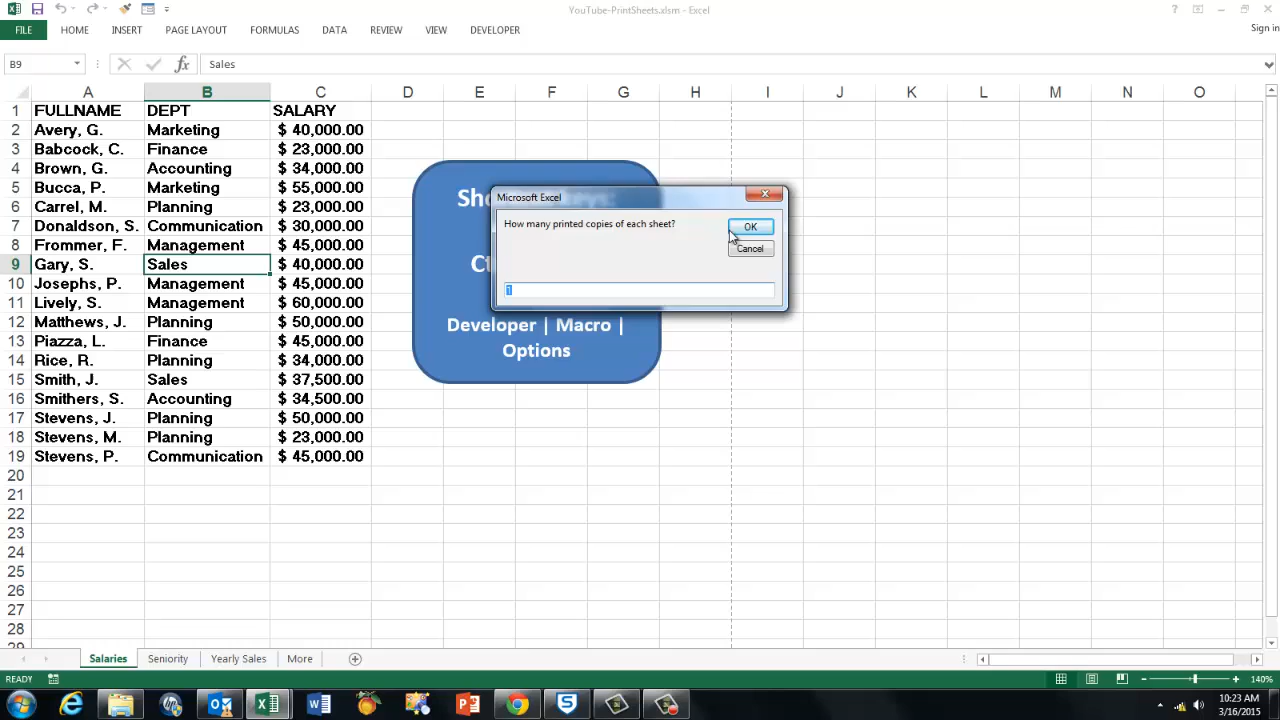 YouTube-PrintSheets.xlsm - Excel
?
FILE HOME INSERT PAGE LAYOUT FORMULAS DATA REVIEW VIEW DEVELOPER
Sign in
B9 fx Sales
A B C D E F G H I J K L M N O
1 FULLNAME DEPT SALARY
2 Avery, G. Marketing $ 40,000.00
3 Babcock, C. Finance $ 23,000.00
4 Brown, G. Accounting $ 34,000.00
5 Bucca, P. Marketing $ 55,000.00
6 Carrel, M. Planning $ 23,000.00
7 Donaldson, S. Communication $ 30,000.00
8 Frommer, F. Management $ 45,000.00
9 Gary, S. Sales $ 40,000.00
10 Josephs, P. Management $ 45,000.00
11 Lively, S. Management $ 60,000.00
12 Matthews, J. Planning $ 50,000.00
13 Piazza, L. Finance $ 45,000.00
14 Rice, R. Planning $ 34,000.00
15 Smith, J. Sales $ 37,500.00
16 Smithers, S. Accounting $ 34,500.00
17 Stevens, J. Planning $ 50,000.00
18 Stevens, M. Planning $ 23,000.00
19 Stevens, P. Communication $ 45,000.00
20
21
22
23
24
25
26
27
28
29
Developer | Macro |
Options
Microsoft Excel
How many printed copies of each sheet?
OK
Cancel
1
Salaries Seniority Yearly Sales More
READY
140%
10:23 AM
3/16/2015